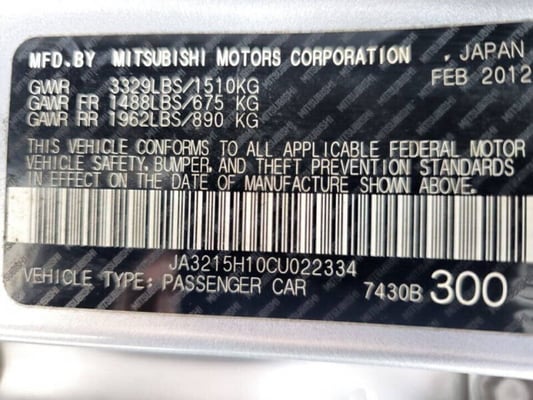 MFD.BY MITSUBISHI MOTORS CORPORATION, JAPAN
GVWR 3329LBS/1510KG FEB 2012
GAWR FR 1488LBS/675 KG
GAWR RR 1962LBS/890 KG
THIS VEHICLE CONFORMS TO ALL APPLICABLE FEDERAL MOTOR
VEHICLE SAFETY, BUMPER, AND THEFT PREVENTION STANDARDS
IN EFFECT ON THE DATE OF MANUFACTURE SHOWN ABOVE.
JA3215H10CU022334
VEHICLE TYPE: PASSENGER CAR 7430B 300